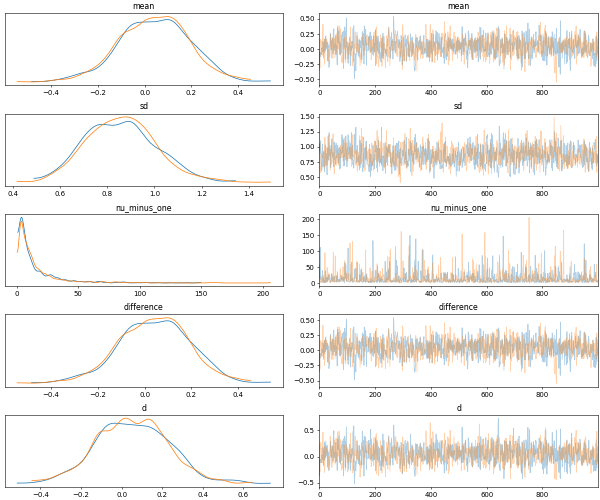 mean
−0.4 −0.2 0.0 0.2 0.4
mean
0.50
0.25
0.00
−0.25
−0.50
0 200 400 600 800
sd
0.4 0.6 0.8 1.0 1.2 1.4
sd
1.50
1.25
1.00
0.75
0.50
0 200 400 600 800
nu_minus_one
0 50 100 150 200
nu_minus_one
200
150
100
50
0
0 200 400 600 800
difference
−0.4 −0.2 0.0 0.2 0.4
difference
0.50
0.25
0.00
−0.25
−0.50
0 200 400 600 800
d
−0.4 −0.2 0.0 0.2 0.4 0.6
d
0.5
0.0
−0.5
0 200 400 600 800